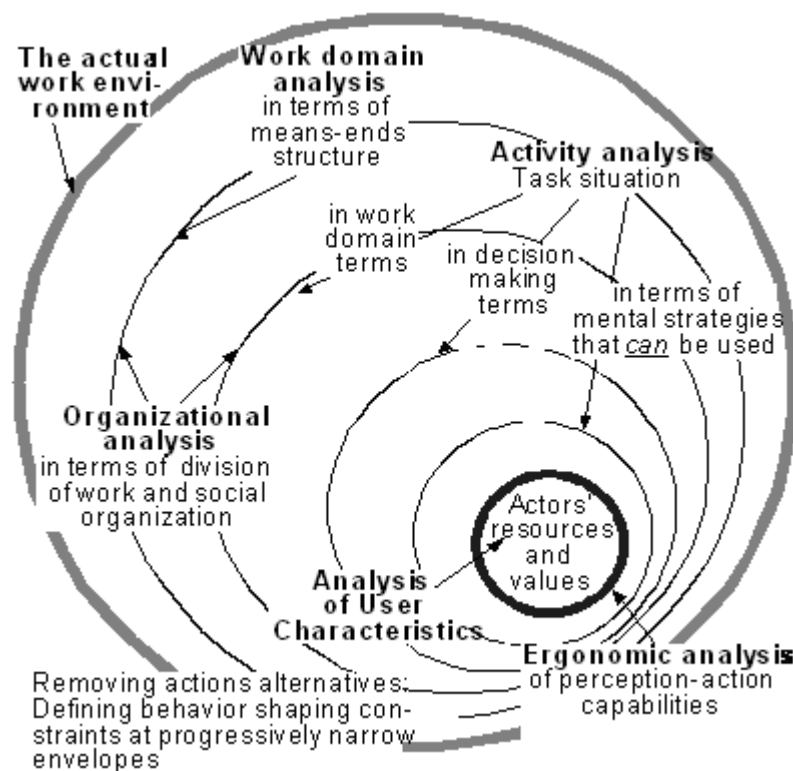 The actual
work envi-
ronment
Work domain
analysis
in terms of
means-ends
structure
Activity analysis
Task situation
in work
domain
terms
in decision
making
terms
in terms of
mental strategies
that can be used
Organizational
analysis
in terms of division
of work and social
organization
Actors'
resources
and
values
Analysis
of User
Characteristics
Ergonomic analysis
of perception-action
capabilities
Removing actions alternatives:
Defining behavior shaping con-
straints at progressively narrow
envelopes